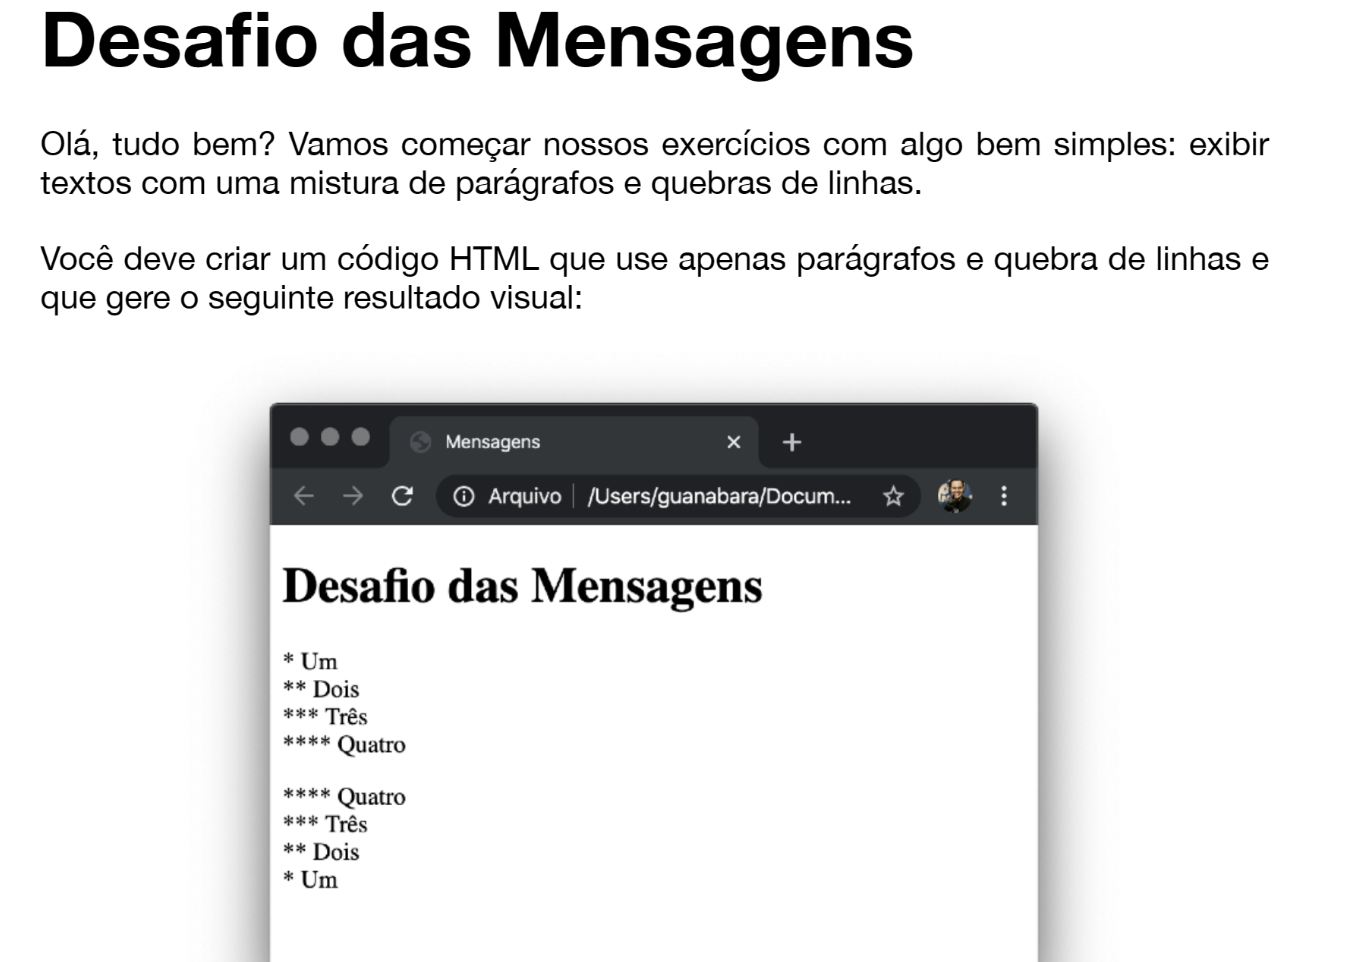 Desafio das Mensagens
Olá, tudo bem? Vamos começar nossos exercícios com algo bem simples: exibir
textos com uma mistura de parágrafos e quebras de linhas.
Você deve criar um código HTML que use apenas parágrafos e quebra de linhas e
que gere o seguinte resultado visual:
Mensagens
Arquivo /Users/guanabara/Docum...
Desafio das Mensagens
* Um
** Dois
*** Três
**** Quatro
**** Quatro
*** Três
** Dois
* Um